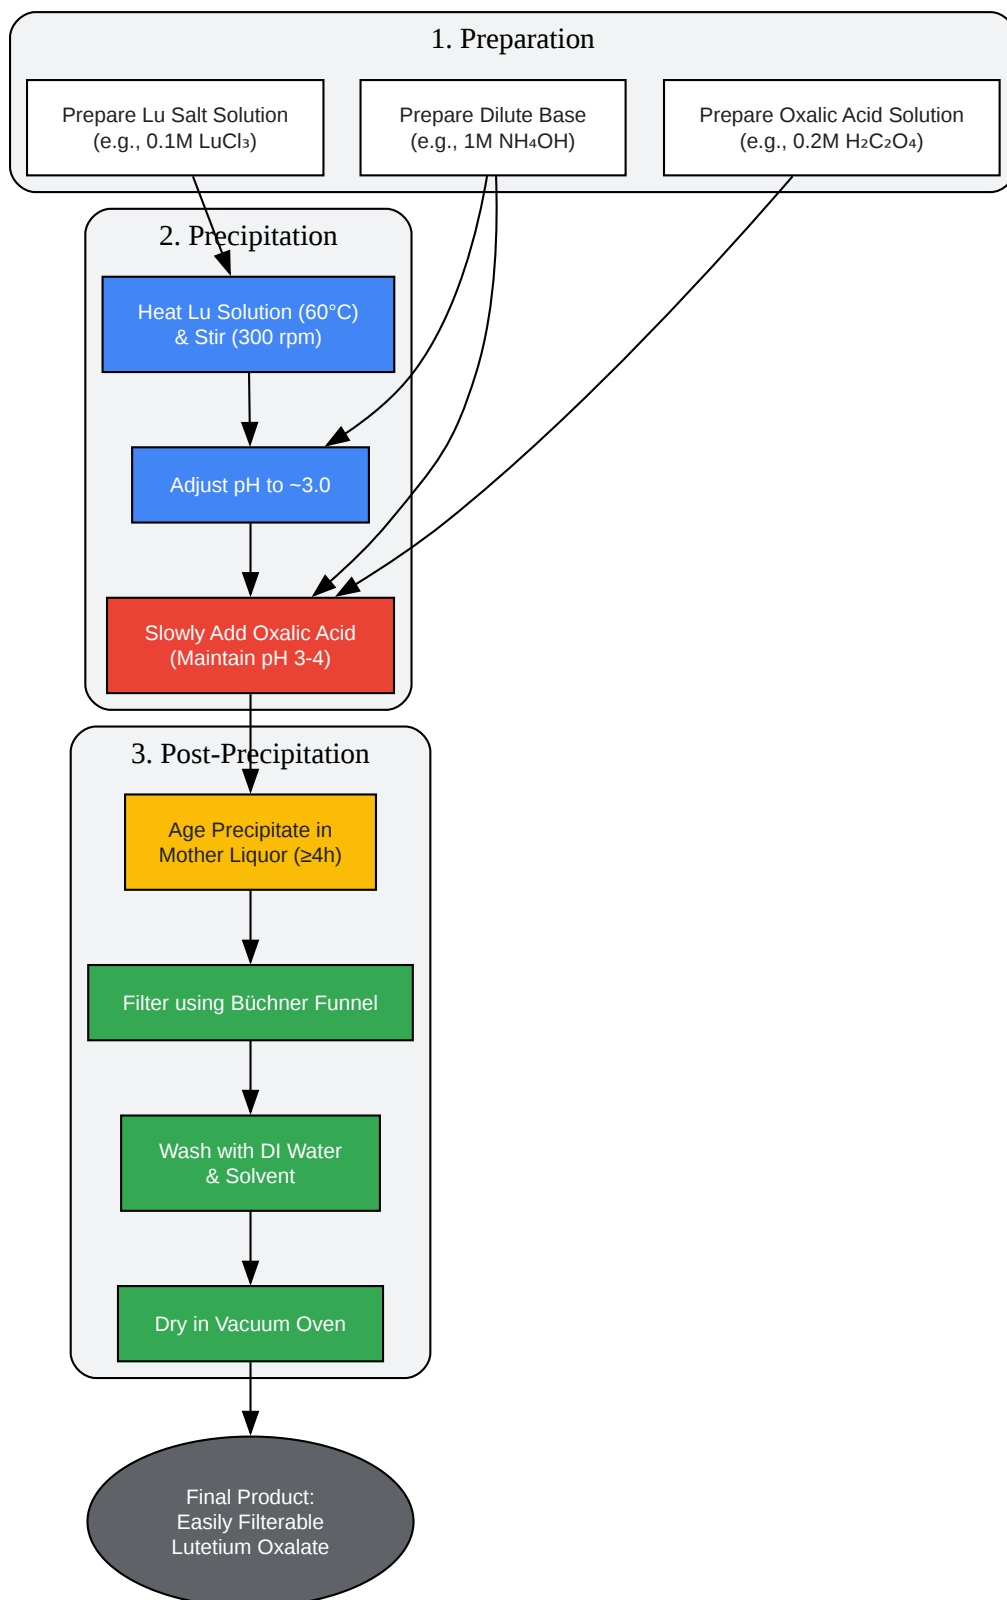 1. Preparation
Prepare Lu Salt Solution
(e.g., 0.1M LuCl₃)
Prepare Dilute Base
(e.g., 1M NH₄OH)
Prepare Oxalic Acid Solution
(e.g., 0.2M H₂C₂O₄)
2. Precipitation
Heat Lu Solution (60°C)
& Stir (300 rpm)
Adjust pH to ~3.0
Slowly Add Oxalic Acid
(Maintain pH 3-4)
3. Post-Precipitation
Age Precipitate in
Mother Liquor (≥4h)
Filter using Büchner Funnel
Wash with DI Water
& Solvent
Dry in Vacuum Oven
Final Product:
Easily Filterable
Lutetium Oxalate